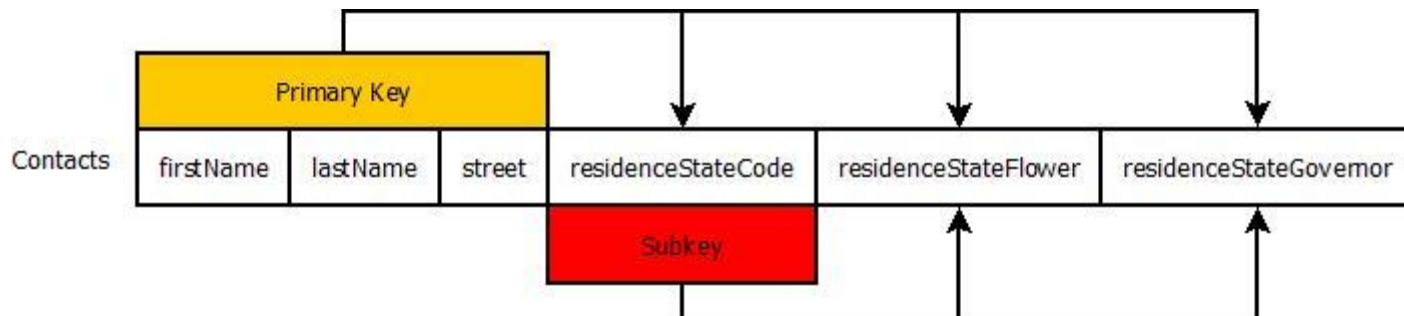 Primary Key
Contacts firstName lastName street residenceStateCode residenceStateFlower residenceStateGovernor
Subkey